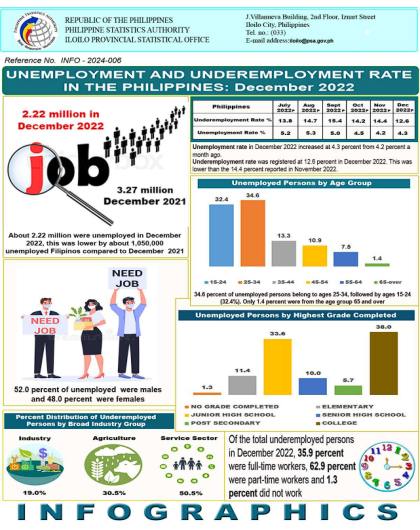 REPUBLIC OF THE PHILIPPINES
PHILIPPINE STATISTICS AUTHORITY
ILOILO PROVINCIAL STATISTICAL OFFICE
J.Villanueva Building, 2nd Floor, Iznart Street
Iloilo City, Philippines
Tel. no.: (033)
E-mail address:iloilo@psa.gov.ph
Reference No. INFO - 2024-006
UNEMPLOYMENT AND UNDEREMPLOYMENT RATE
IN THE PHILIPPINES: December 2022
2.22 million in
December 2022
job
3.27 million
December 2021
About 2.22 million were unemployed in December
2022, this was lower by about 1,050,000
unemployed Filipinos compared to December 2021
Philippines July 2022r Aug 2022r Sept 2022r Oct 2022r Nov 2022r Dec 2022r
Underemployment Rate % 13.8 14.7 15.4 14.2 14.4 12.6
Unemployment Rate % 5.2 5.3 5.0 4.5 4.2 4.3
Unemployment rate in December 2022 increased at 4.3 percent from 4.2 percent a
month ago.
Underemployment rate was registered at 12.6 percent in December 2022. This was
lower than the 14.4 percent reported in November 2022.
Unemployed Persons by Age Group
32.4
34.6
13.3
10.9
7.5
1.4
15-24 25-34 35-44 45-54 55-64 65-over
34.6 percent of unemployed persons belong to ages 25-34, followed by ages 15-24
(32.4%). Only 1.4 percent were from the age group 65 and over
NEED
JOB
NEED
JOB
52.0 percent of unemployed were males
and 48.0 percent were females
Unemployed Persons by Highest Grade Completed
1.3
11.4
33.6
10.0
5.7
38.0
NO GRADE COMPLETED ELEMENTARY
JUNIOR HIGH SCHOOL SENIOR HIGH SCHOOL
POST SECONDARY COLLEGE
Percent Distribution of Underemployed
Persons by Broad Industry Group
Industry Agriculture Service Sector
19.0% 30.5% 50.5%
Of the total underemployed persons
in December 2022, 35.9 percent
were full-time workers, 62.9 percent
were part-time workers and 1.3
percent did not work
INFOGRAPHICS